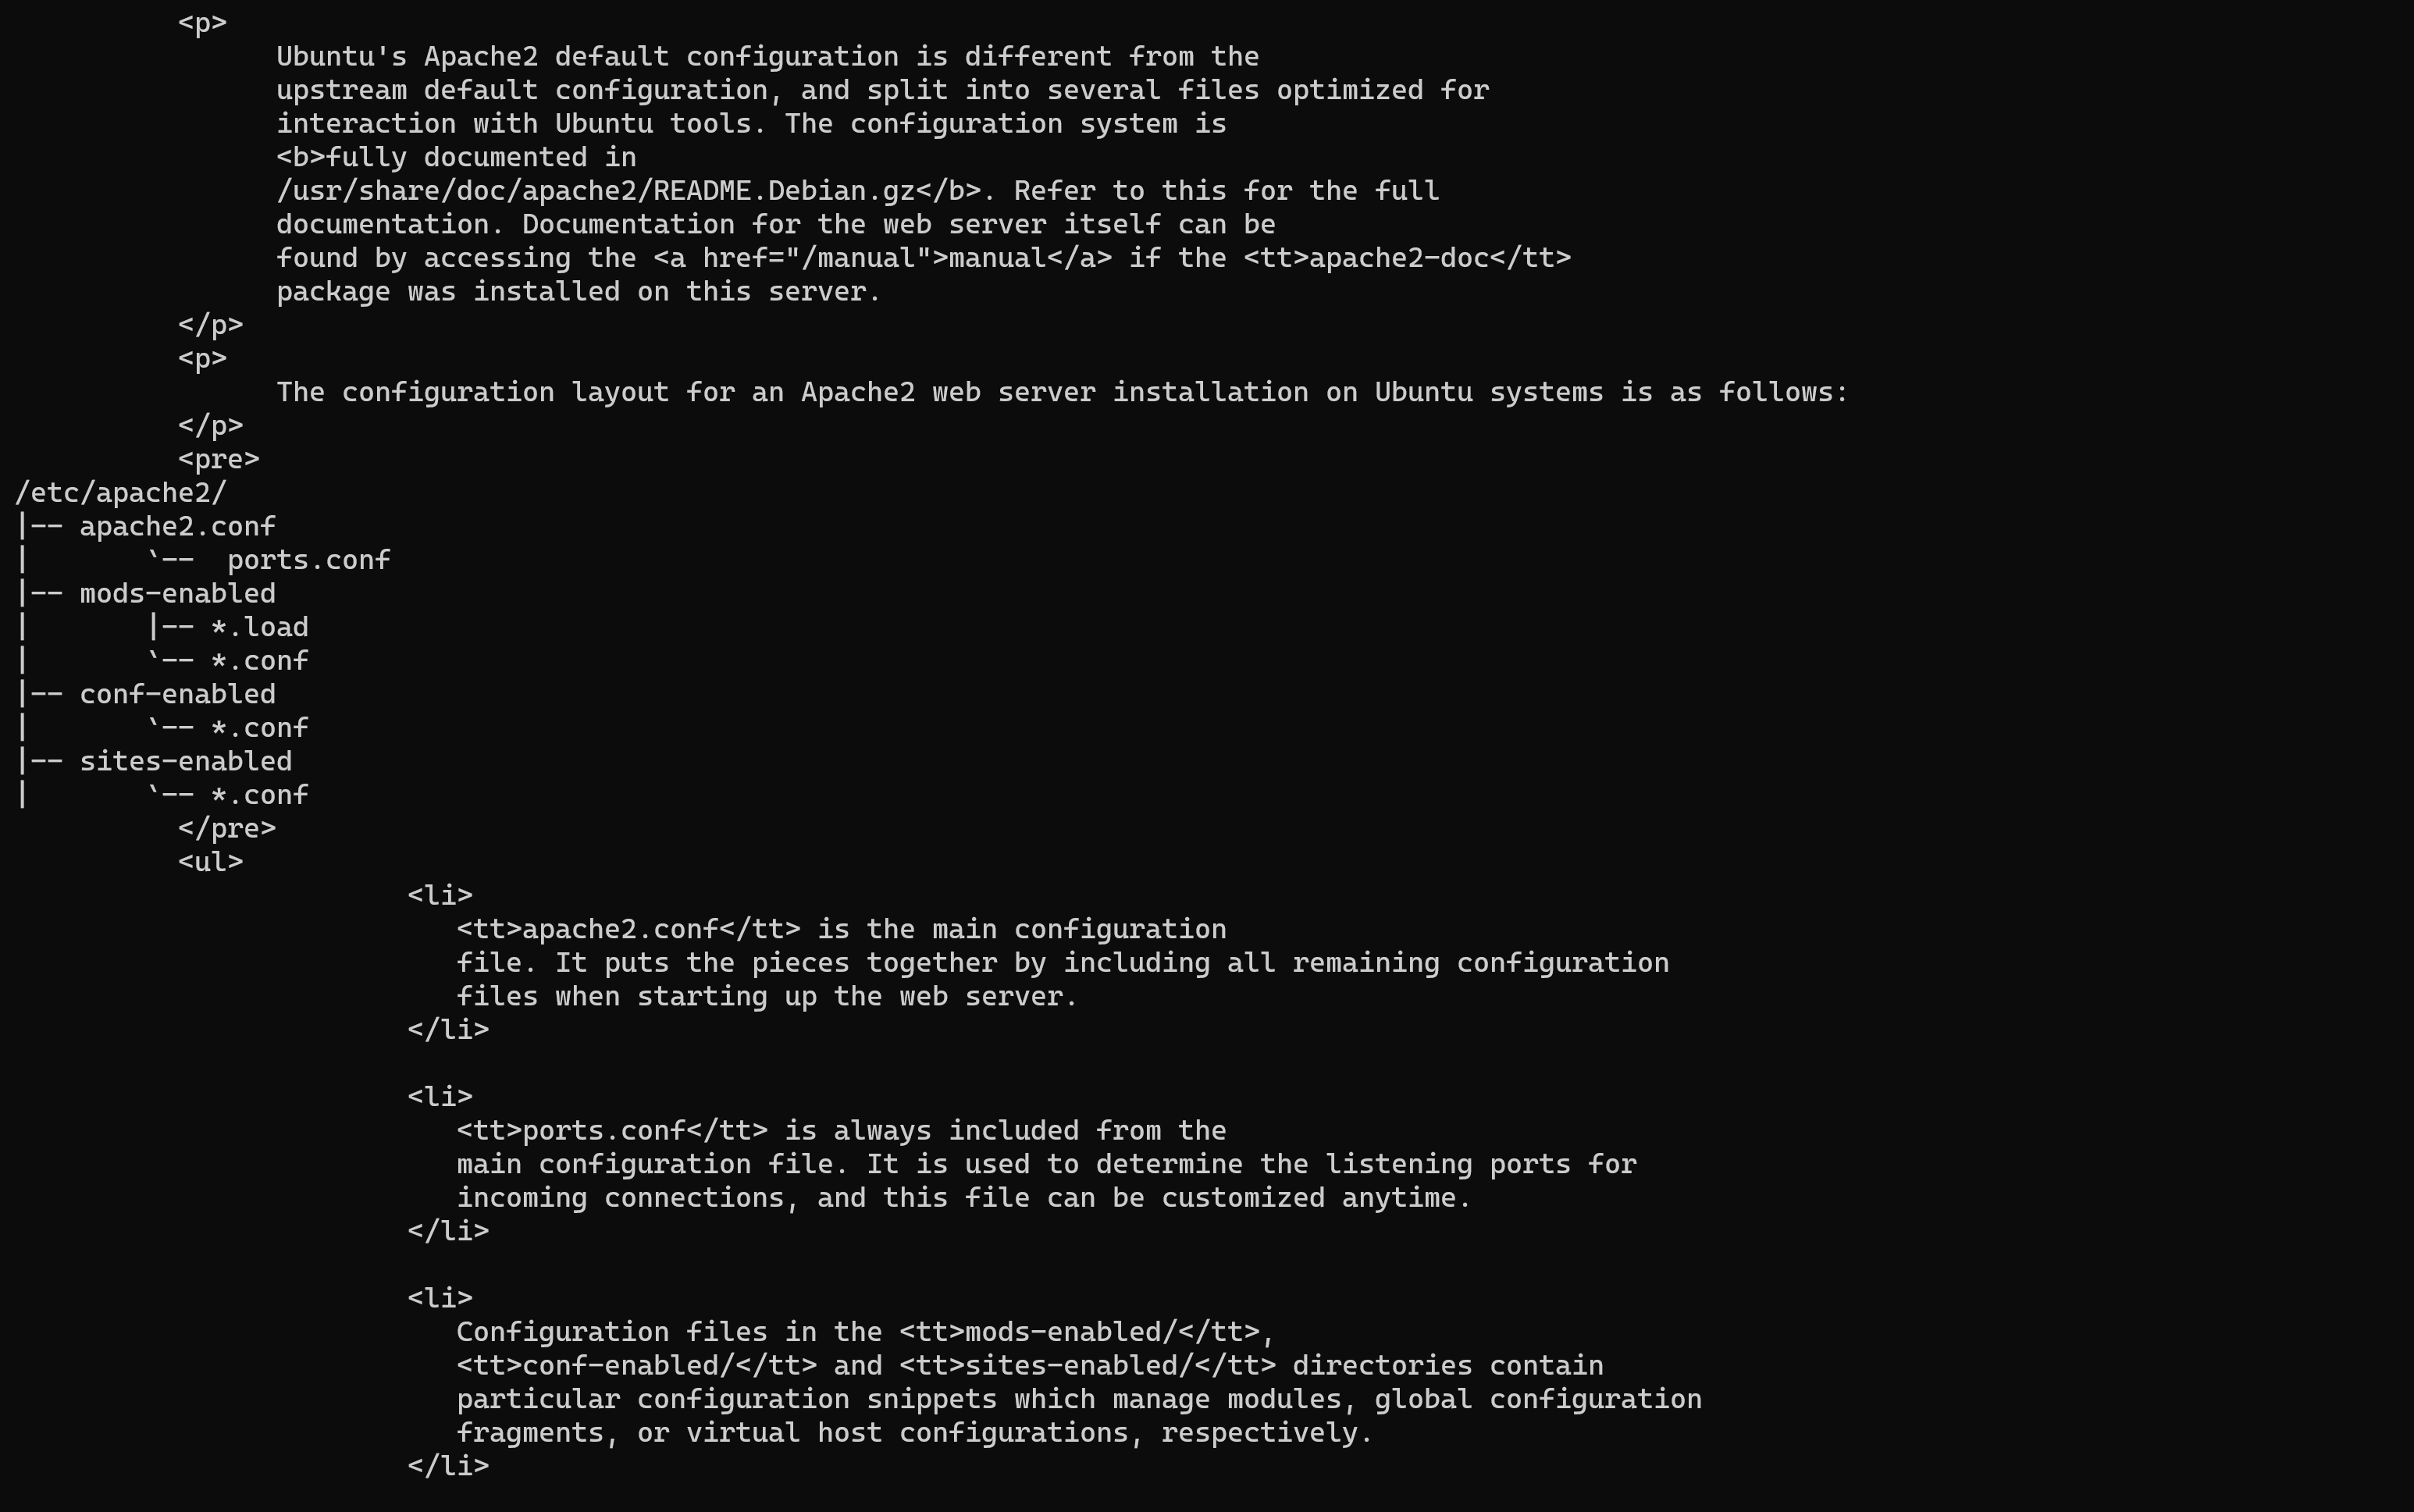 <p>
Ubuntu's Apache2 default configuration is different from the
upstream default configuration, and split into several files optimized for
interaction with Ubuntu tools. The configuration system is
<b>fully documented in
/usr/share/doc/apache2/README.Debian.gz</b>. Refer to this for the full
documentation. Documentation for the web server itself can be
found by accessing the <a href="/manual">manual</a> if the <tt>apache2-doc</tt>
package was installed on this server.
</p>
<p>
The configuration layout for an Apache2 web server installation on Ubuntu systems is as follows:
</p>
<pre>
/etc/apache2/
|-- apache2.conf
|       `--  ports.conf
|-- mods-enabled
|       |-- *.load
|       `-- *.conf
|-- conf-enabled
|       `-- *.conf
|-- sites-enabled
|       `-- *.conf
</pre>
<ul>
<li>
<tt>apache2.conf</tt> is the main configuration
file. It puts the pieces together by including all remaining configuration
files when starting up the web server.
</li>
<li>
<tt>ports.conf</tt> is always included from the
main configuration file. It is used to determine the listening ports for
incoming connections, and this file can be customized anytime.
</li>
<li>
Configuration files in the <tt>mods-enabled/</tt>,
<tt>conf-enabled/</tt> and <tt>sites-enabled/</tt> directories contain
particular configuration snippets which manage modules, global configuration
fragments, or virtual host configurations, respectively.
</li>